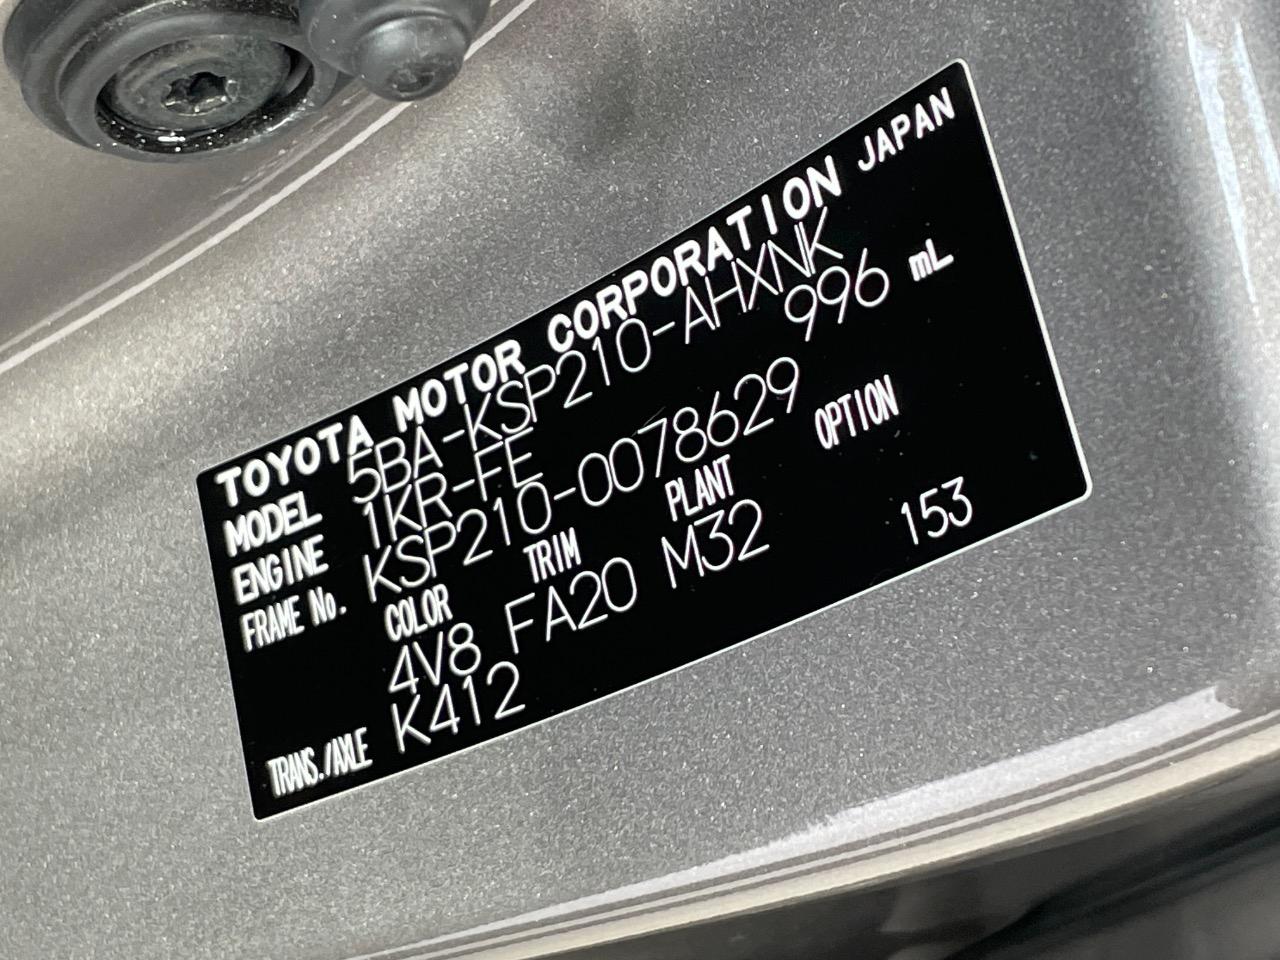 TOYOTA MOTOR CORPORATION JAPAN
MODEL 5BA-KSP210-AHXNK
ENGINE 1KR-FE 996 mL
FRAME No. KSP210-0078629
COLOR TRIM PLANT OPTION
4V8 FA20 M32 153
TRANS./AXLE K412